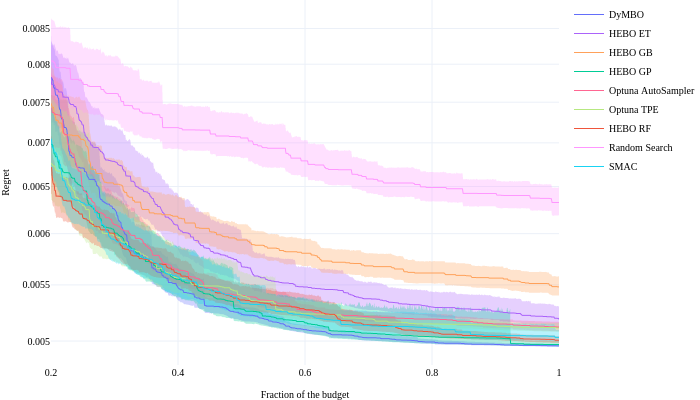 0.0085
0.008
0.0075
0.007
0.0065
0.006
0.0055
0.005
Regret
0.2
0.4
0.6
0.8
1
Fraction of the budget
DyMBO
HEBO ET
HEBO GB
HEBO GP
Optuna AutoSampler
Optuna TPE
HEBO RF
Random Search
SMAC